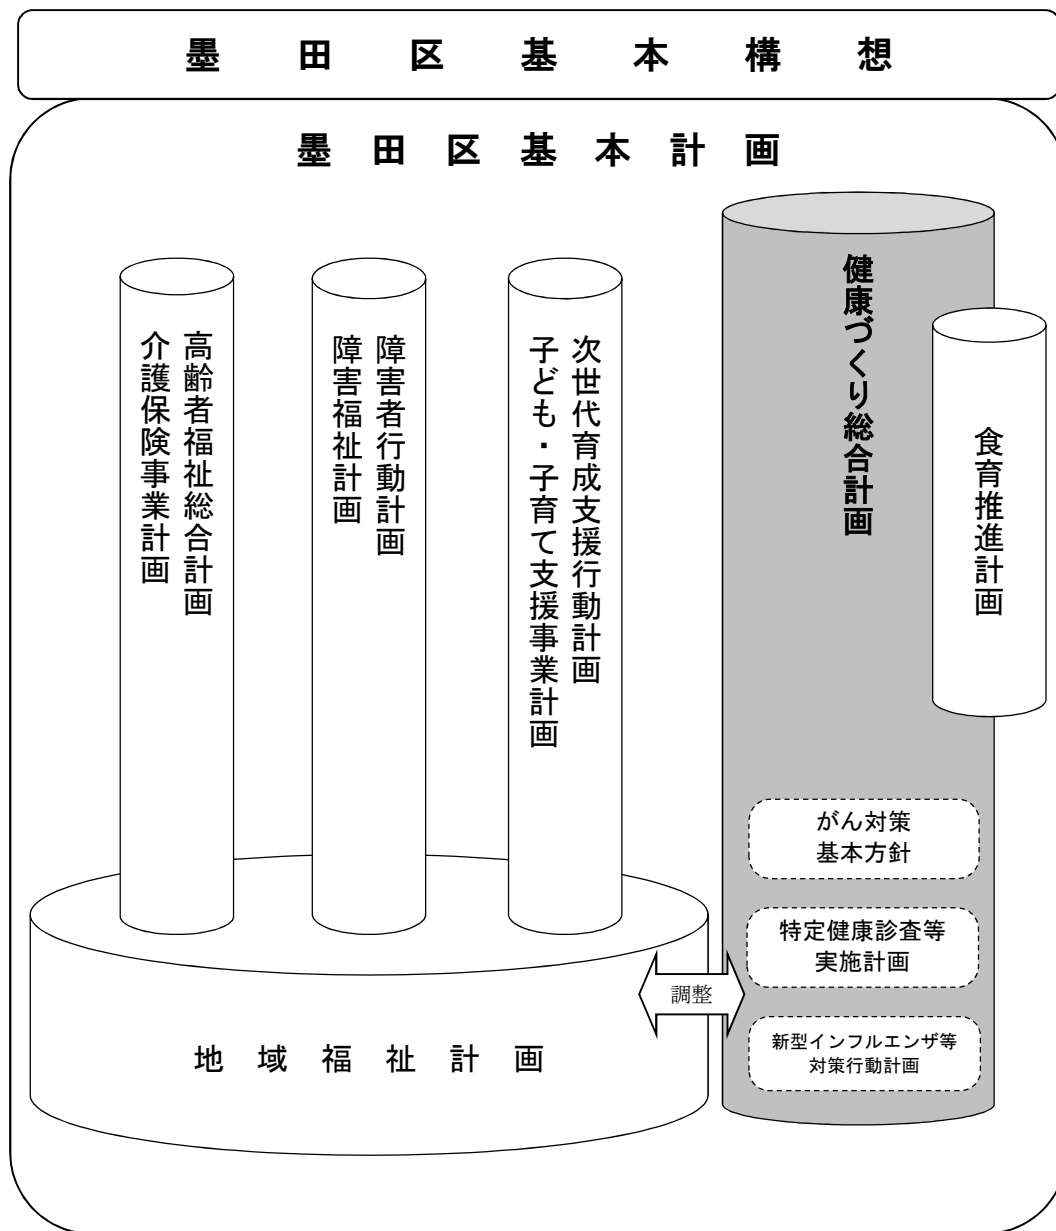 墨田区基本構想
墨田区基本計画
高齢者福祉総合計画
介護保険事業計画
障害者行動計画
障害福祉計画
次世代育成支援行動計画
子ども・子育て支援事業計画
健康づくり総合計画
食育推進計画
がん対策
基本方針
特定健康診査等
実施計画
新型インフルエンザ等
対策行動計画
調整
地域福祉計画